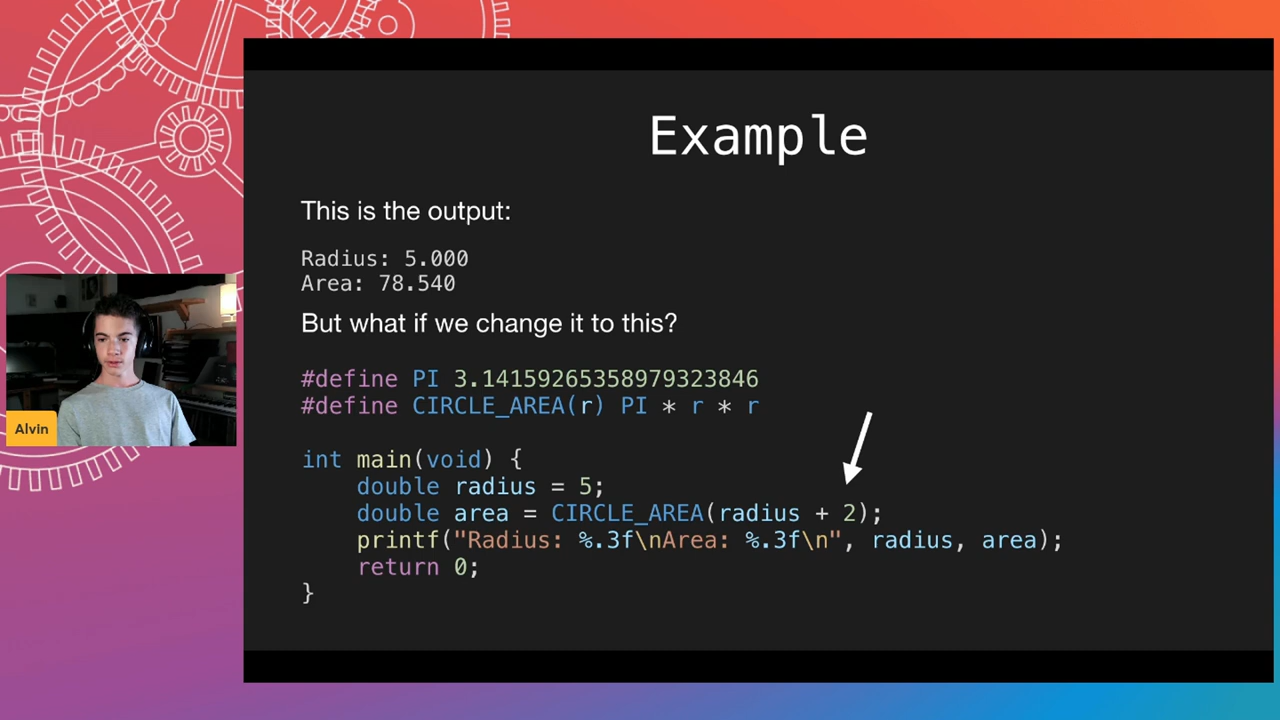 Example
This is the output:
Radius: 5.000
Area: 78.540
But what if we change it to this?
#define PI 3.14159265358979323846
#define CIRCLE_AREA(r) PI * r * r
int main(void) {
    double radius = 5;
    double area = CIRCLE_AREA(radius + 2);
    printf("Radius: %.3f\nArea: %.3f\n", radius, area);
    return 0;
}
Alvin